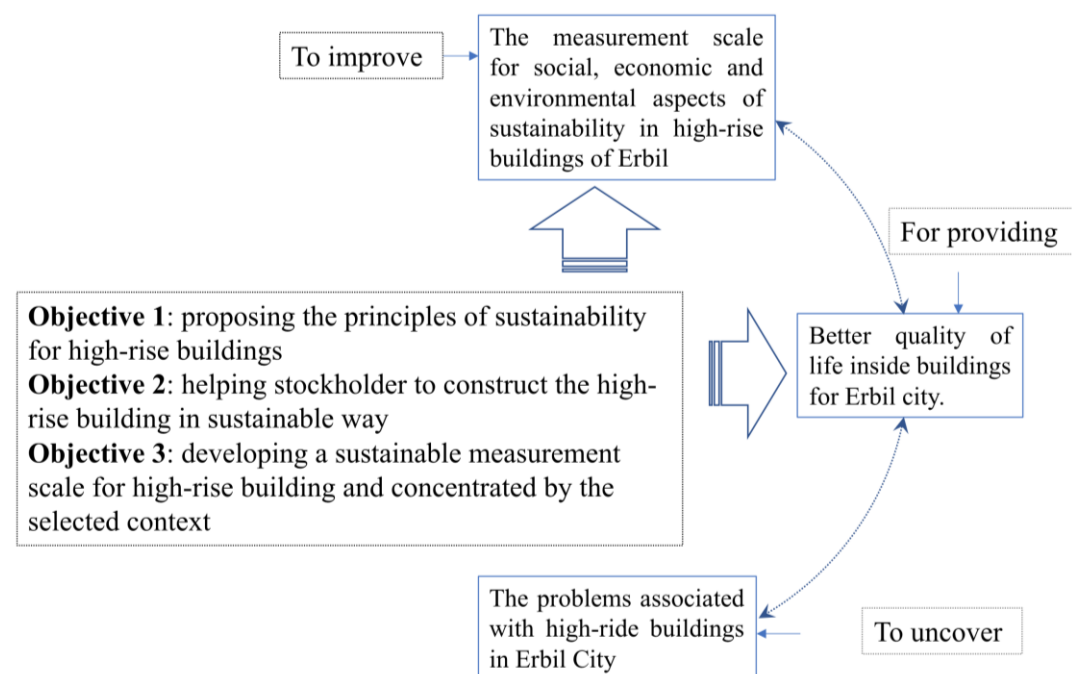 To improve
The measurement scale
for social, economic and
environmental aspects of
sustainability in high-rise
buildings of Erbil
For providing
Objective 1: proposing the principles of sustainability
for high-rise buildings
Objective 2: helping stockholder to construct the high-
rise building in sustainable way
Objective 3: developing a sustainable measurement
scale for high-rise building and concentrated by the
selected context
Better quality of
life inside buildings
for Erbil city.
The problems associated
with high-ride buildings
in Erbil City
To uncover